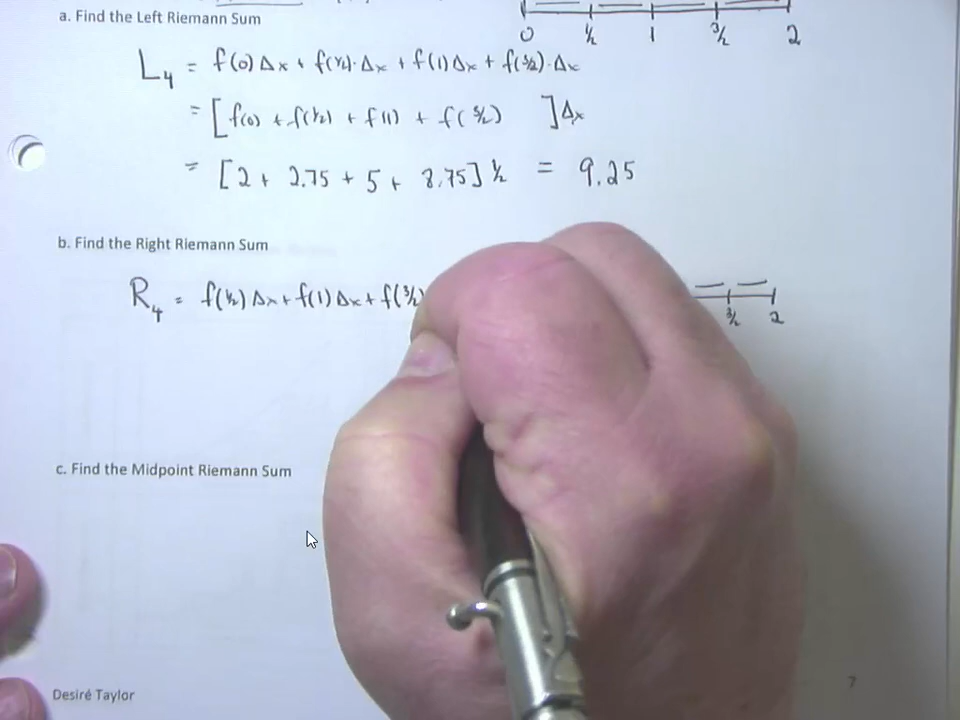 a. Find the Left Riemann Sum
0 ½ 1 3/2 2
L₄ = f(0) Δx + f(½)·Δx + f(1) Δx + f(3/2)·Δx
= [ f(0) + f(½) + f(1) + f( ) ] Δx
= [ 2 + 2.75 + 5 + 8.75 ] ½ = 9.25
b. Find the Right Riemann Sum
R₄ = f(½) Δx + f(1) Δx + f(3/2)
3/2 2
c. Find the Midpoint Riemann Sum
Desiré Taylor 7